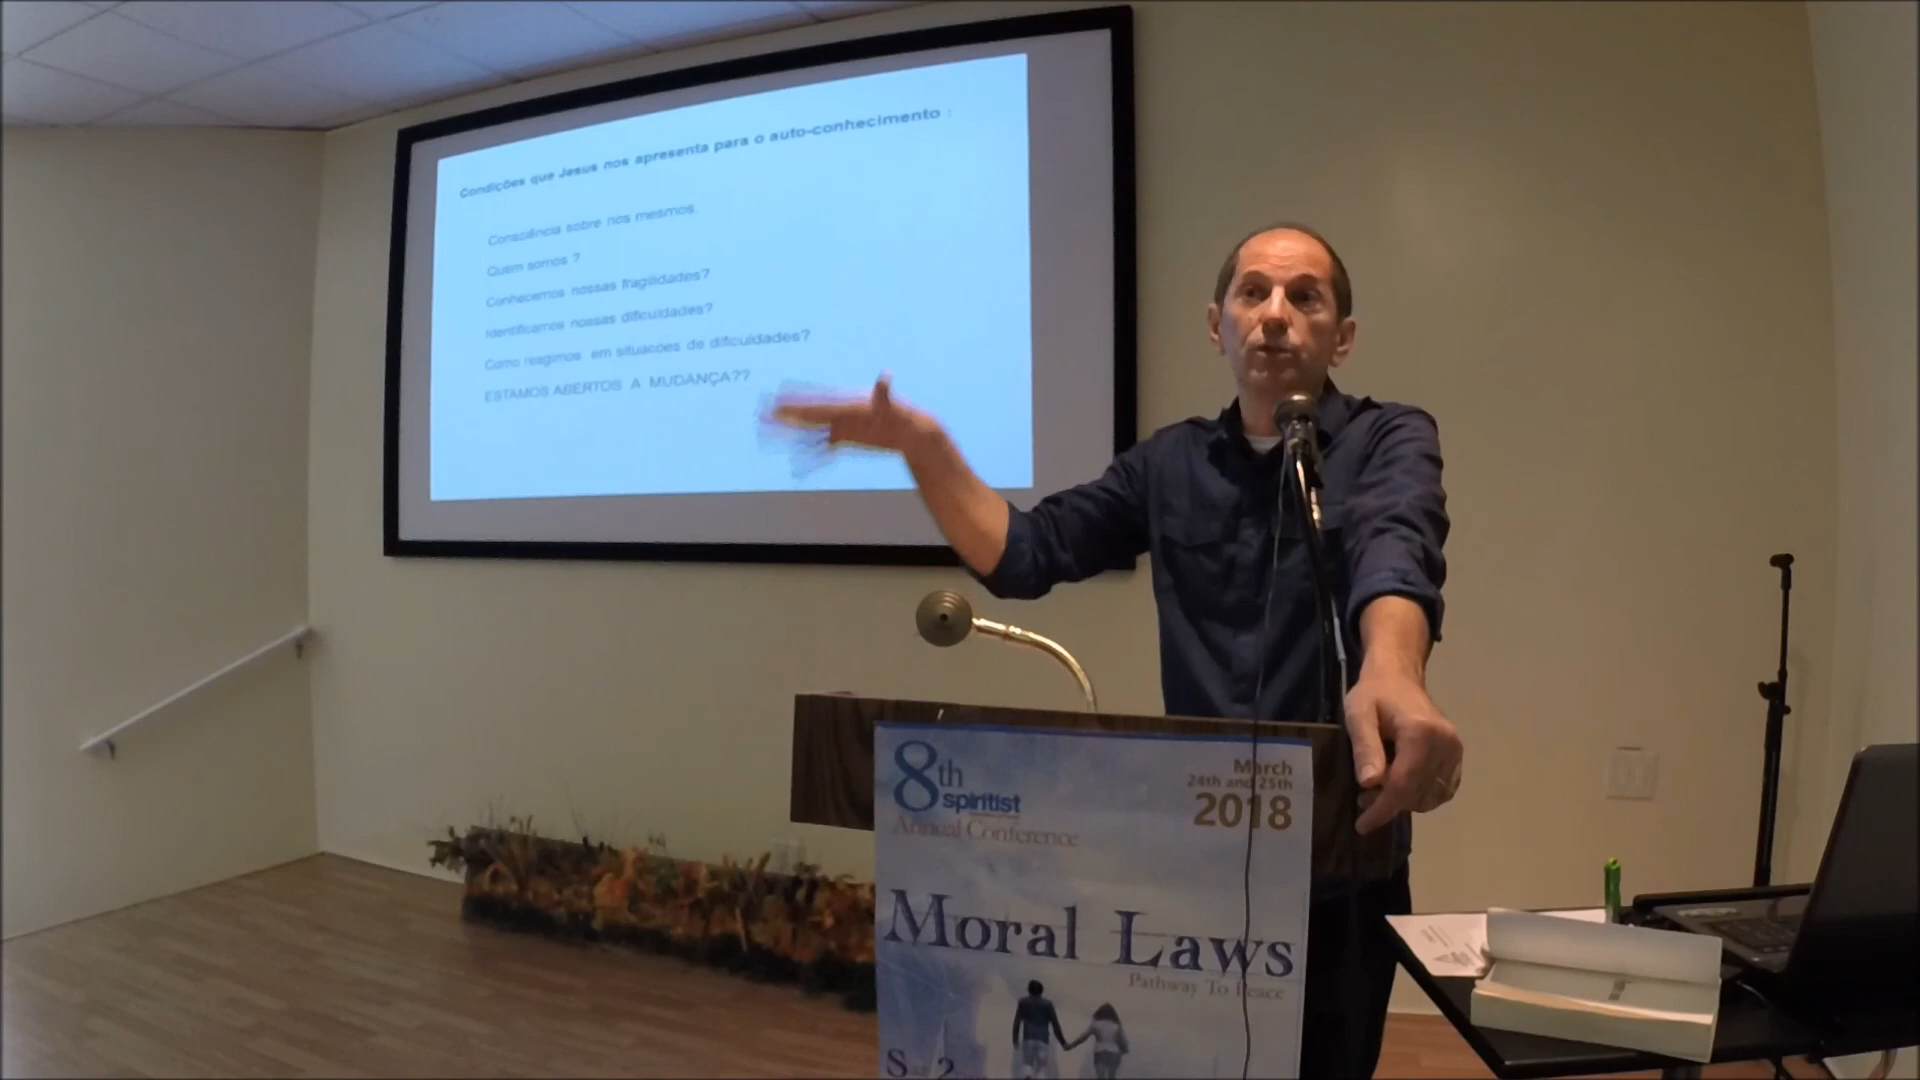 Condições que Jesus nos apresenta para o auto-conhecimento :
Consciência sobre nos mesmos.
Quem somos ?
Conhecemos nossas fragilidades?
Identificamos nossas dificuldades?
Como reagimos em situacoes de dificuldades?
ESTAMOS ABERTOS A MUDANÇA??
8th
spiritist
Annual Conference
March
24th and 25th
2018
Moral Laws
Pathway To Peace